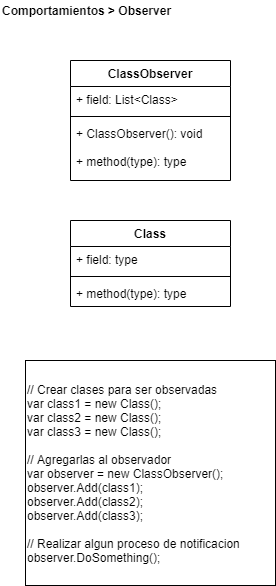 Comportamientos > Observer
ClassObserver
+ field: List<Class>
+ ClassObserver(): void
+ method(type): type
Class
+ field: type
+ method(type): type
// Crear clases para ser observadas
var class1 = new Class();
var class2 = new Class();
var class3 = new Class();
// Agregarlas al observador
var observer = new ClassObserver();
observer.Add(class1);
observer.Add(class2);
observer.Add(class3);
// Realizar algun proceso de notificacion
observer.DoSomething();